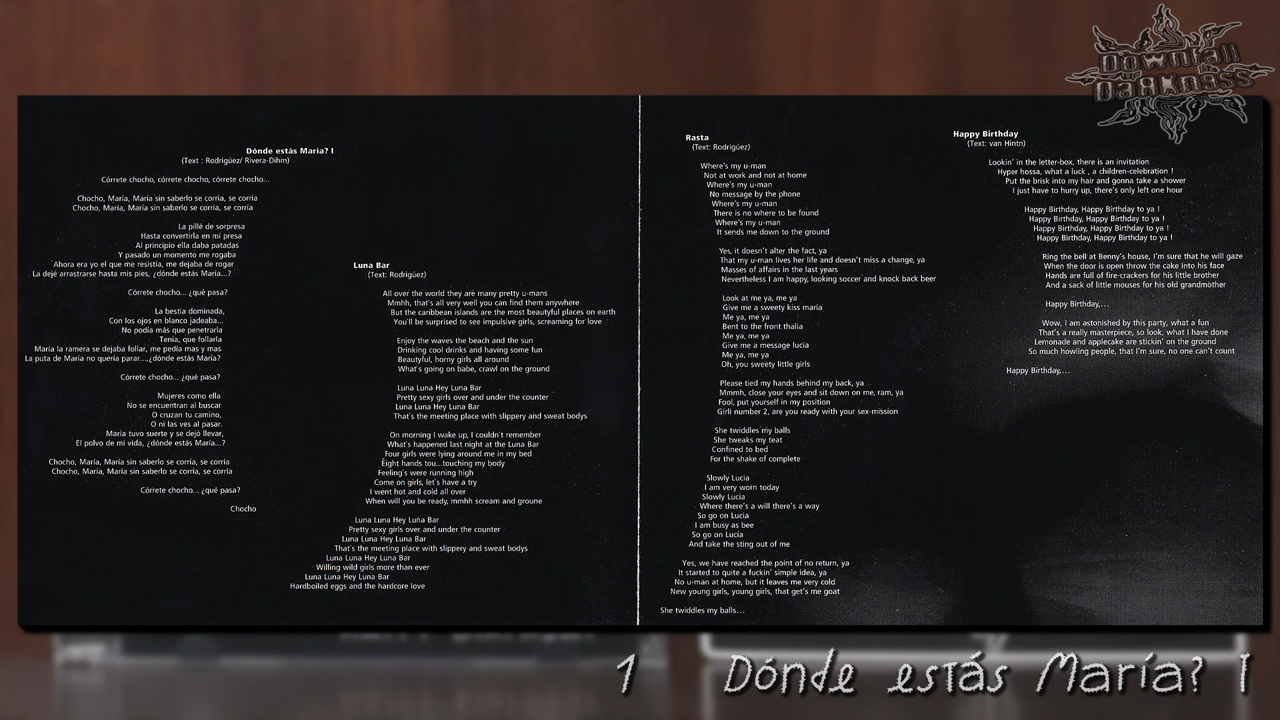 Downfall of Darkness
Dónde estás María? I
(Text : Rodrigúez/ Rivera-Dihm)
Córrete chocho, córrete chocho, córrete chocho...
Chocho, María, María sin saberlo se corría, se corría
Chocho, María, María sin saberlo se corría, se corría
La pillé de sorpresa
Hasta convertirla en mi presa
Al principio ella daba patadas
Y pasado un momento me rogaba
Ahora era yo el que me resistía, me dejaba de rogar
La dejé arrastrarse hasta mis pies, ¿dónde estás María...?
Córrete chocho... ¿qué pasa?
La bestia dominada,
Con los ojos en blanco jadeaba...
No podía más que penetrarla
Tenía, que follarla
María la ramera se dejaba follar, me pedía mas y mas
La puta de María no quería parar....¿dónde estás María?
Córrete chocho... ¿qué pasa?
Mujeres como ella
No se encuentran al buscar
O cruzan tu camino,
O ni las ves al pasar.
María tuvo suerte y se dejó llevar,
El polvo de mi vida, ¿dónde estás María...?
Chocho, María, María sin saberlo se corría, se corría
Chocho, María, María sin saberlo se corría, se corría
Córrete chocho... ¿qué pasa?
Chocho
Luna Bar
(Text: Rodrigúez)
All over the world they are many pretty u-mans
Mmhh, that's all very well you can find them anywhere
But the caribbean islands are the most beautiful places on earth
You'll be surprised to see impulsive girls, screaming for love
Enjoy the waves the beach and the sun
Drinking cool drinks and having some fun
Beautyful, horny girls all around
What's going on babe, crawl on the ground
Luna Luna Hey Luna Bar
Pretty sexy girls over and under the counter
Luna Luna Hey Luna Bar
That's the meeting place with slippery and sweat bodys
On morning I wake up, I couldn't remember
What's happened last night at the Luna Bar
Four girls were lying around me in my bed
Eight hands tou...touching my body
Feeling's were running high
Come on girls, let's have a try
I went hot and cold all over
When will you be ready, mmhh scream and groune
Luna Luna Hey Luna Bar
Pretty sexy girls over and under the counter
Luna Luna Hey Luna Bar
That's the meeting place with slippery and sweat bodys
Luna Luna Hey Luna Bar
Willing wild girls more than ever
Luna Luna Hey Luna Bar
Hardboiled eggs and the hardcore love
Rasta
(Text: Rodrigúez)
Where's my u-man
Not at work and not at home
Where's my u-man
No message by the phone
Where's my u-man
There is no where to be found
Where's my u-man
It sends me down to the ground
Yes, it doesn't alter the fact, ya
That my u-man lives her life and doesn't miss a change, ya
Masses of affairs in the last years
Nevertheless I am happy, looking soccer and knock back beer
Look at me ya, me ya
Give me a sweety kiss maria
Me ya, me ya
Bent to the front thalia
Me ya, me ya
Give me a message lucia
Me ya, me ya
Oh, you sweety little girls
Please tied my hands behind my back, ya
Mmmh, close your eyes and sit down on me, ram, ya
Fool, put yourself in my position
Girli number 2, are you ready with your sex-mission
She twiddles my balls
She tweaks my teat
Confined to bed
For the shake of complete
Slowly Lucia
I am very worn today
Slowly Lucia
Where there's a will there's a way
So go on Lucia
I am busy as bee
So go on Lucia
And take the sting out of me
Yes, we have reached the point of no return, ya
It started to quite a fuckin' simple idea, ya
No u-man at home, but it leaves me very cold
New young girls, young girls, that get's me goat
She twiddles my balls...
Happy Birthday
(Text: van Hintn)
Lookin' in the letter-box, there is an invitation
Hyper hossa, what a luck , a children-celebration !
Put the brisk into my hair and gonna take a shower
I just have to hurry up, there's only left one hour
Happy Birthday, Happy Birthday to ya !
Happy Birthday, Happy Birthday to ya !
Happy Birthday, Happy Birthday to ya !
Happy Birthday, Happy Birthday to ya !
Ring the bell at Benny's house, I'm sure that he will gaze
When the door is open throw the cake into his face
Hands are full of fire-crackers for his little brother
And a sack of little mouses for his old grandmother
Happy Birthday,...
Wow, I am astonished by this party, what a fun
That's a really masterpiece, so look, what I have done
Lemonade and applecake are stickin' on the ground
So much howling people, that I'm sure, no one can't count
Happy Birthday,...
1 Dónde estás María? I